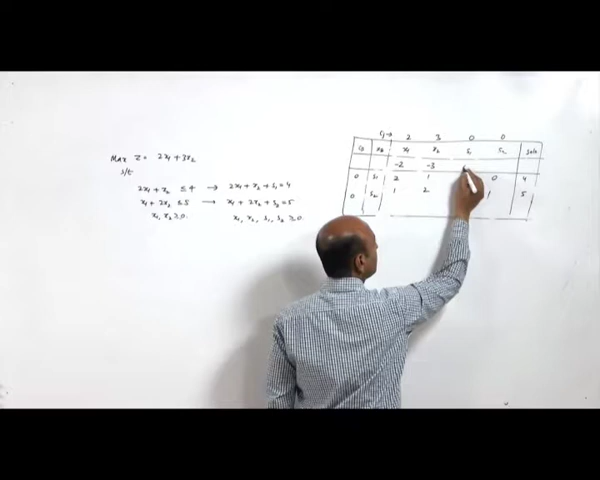 Max Z = 2x₁ + 3x₂
s/t
2x₁ + x₂ ≤ 4 → 2x₁ + x₂ + s₁ = 4
x₁ + 2x₂ ≤ 5 → x₁ + 2x₂ + s₂ = 5
x₁, x₂ ≥ 0. x₁, x₂, s₁, s₂ ≥ 0.
Cj → 2 3 0 0
CB XB x₁ x₂ s₁ s₂ Soln
-2 -3
0 s₁ 2 1 0 4
0 s₂ 1 2 1 5